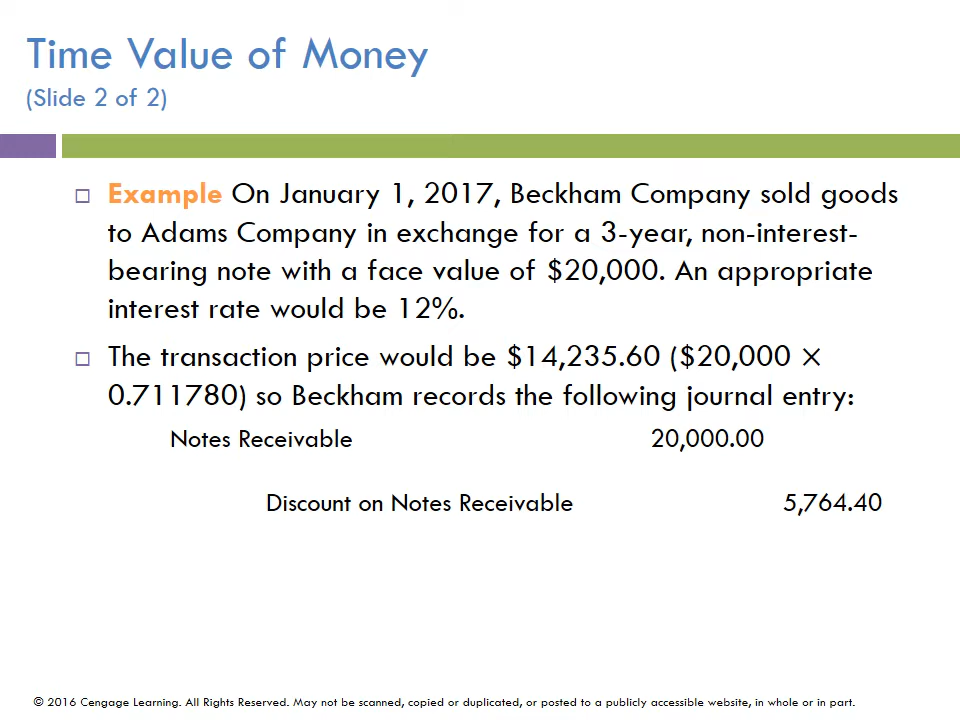 Time Value of Money
(Slide 2 of 2)
Example On January 1, 2017, Beckham Company sold goods
to Adams Company in exchange for a 3-year, non-interest-
bearing note with a face value of $20,000. An appropriate
interest rate would be 12%.
The transaction price would be $14,235.60 ($20,000 ×
0.711780) so Beckham records the following journal entry:
Notes Receivable 20,000.00
Discount on Notes Receivable 5,764.40
© 2016 Cengage Learning. All Rights Reserved. May not be scanned, copied or duplicated, or posted to a publicly accessible website, in whole or in part.